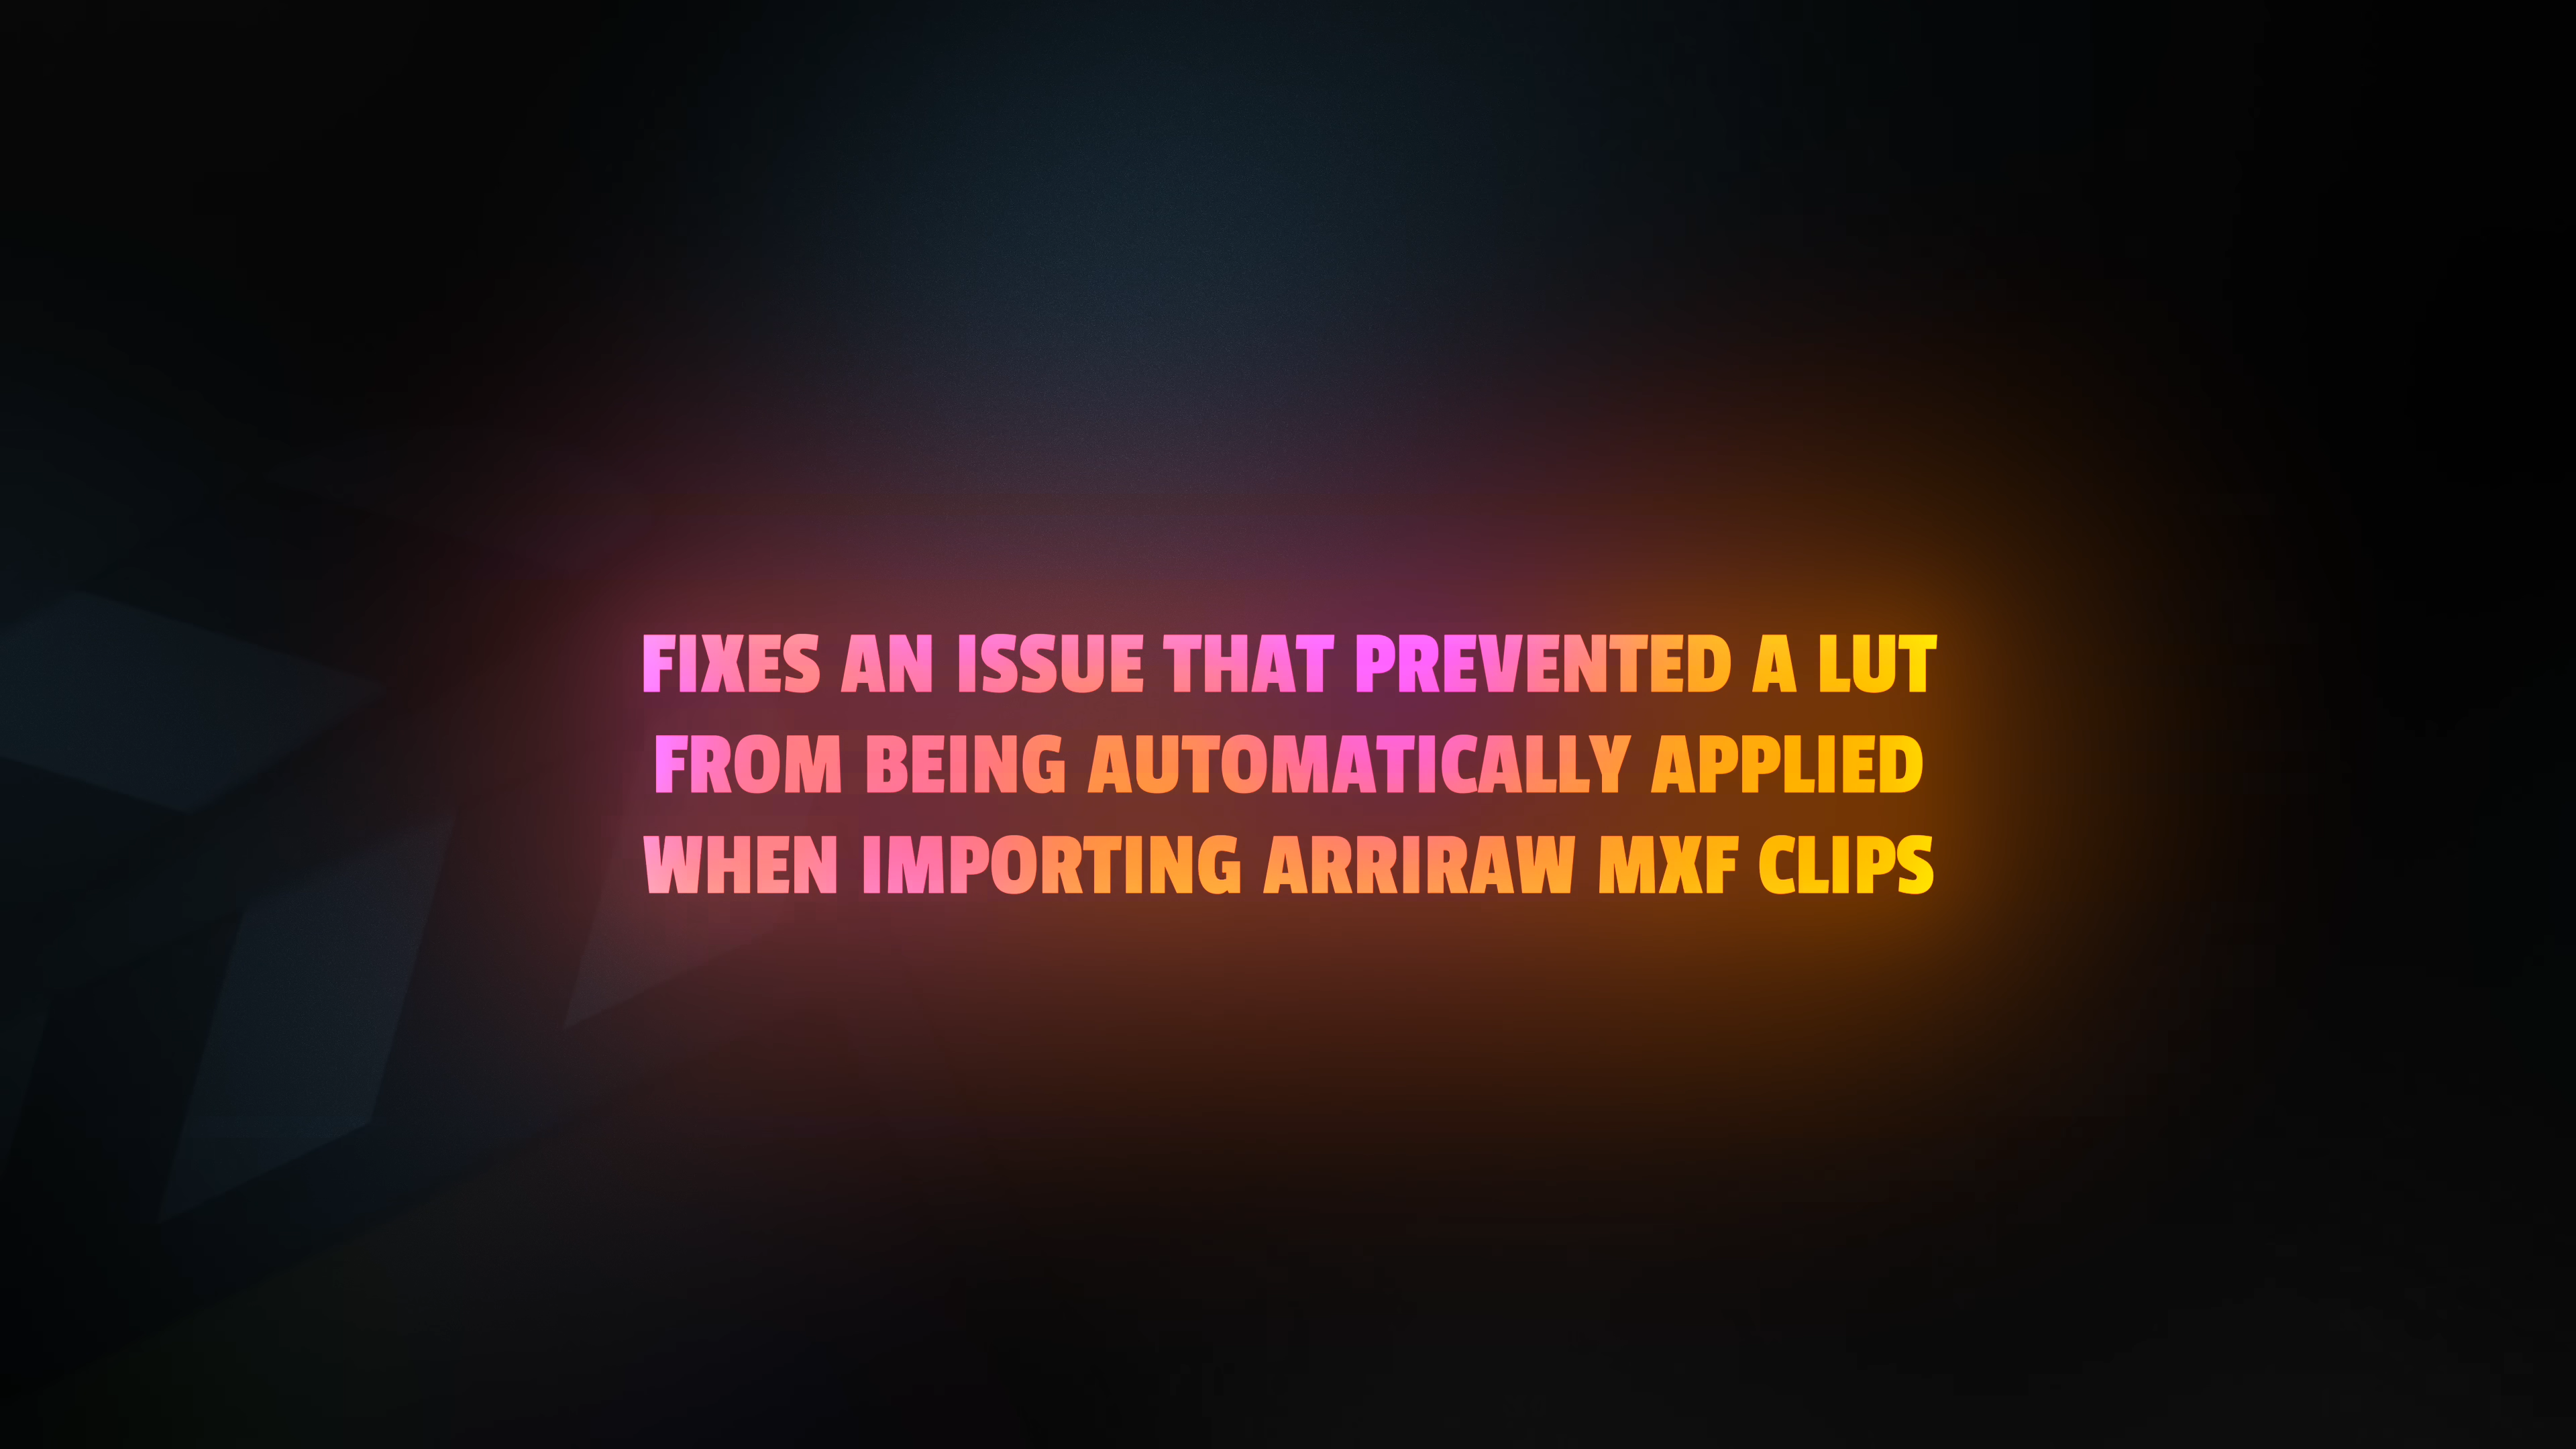 FIXES AN ISSUE THAT PREVENTED A LUT
FROM BEING AUTOMATICALLY APPLIED
WHEN IMPORTING ARRIRAW MXF CLIPS